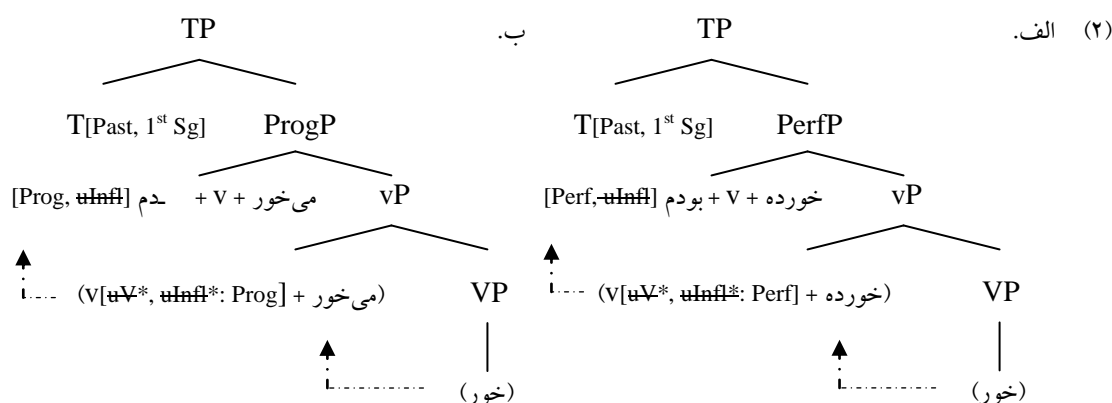 (۲) الف. TP ب. TP
T[Past, 1st Sg] PerfP T[Past, 1st Sg] ProgP
[Perf, uInfl] خورده + v + بودم vP [Prog, uInfl] می‌خور + v + ـدم vP
(v[uV*, uInfl*: Perf] + خورده) VP (v[uV*, uInfl*: Prog] + می‌خور) VP
(خور) (خور)